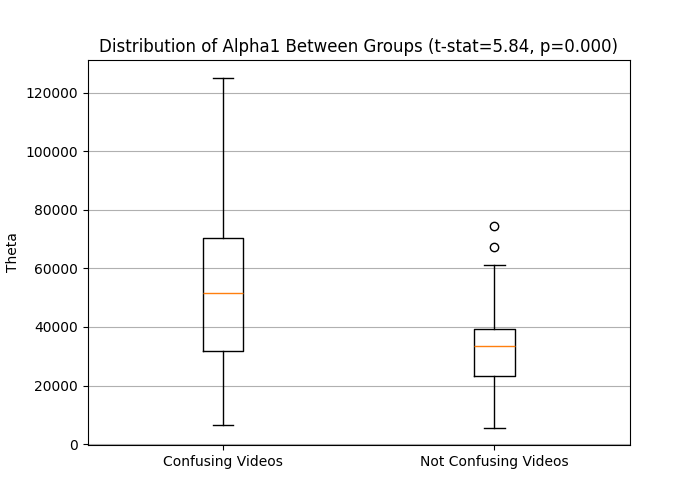 Distribution of Alpha1 Between Groups (t-stat=5.84, p=0.000)
120000
100000
80000
60000
40000
20000
0
Theta
Confusing Videos
Not Confusing Videos